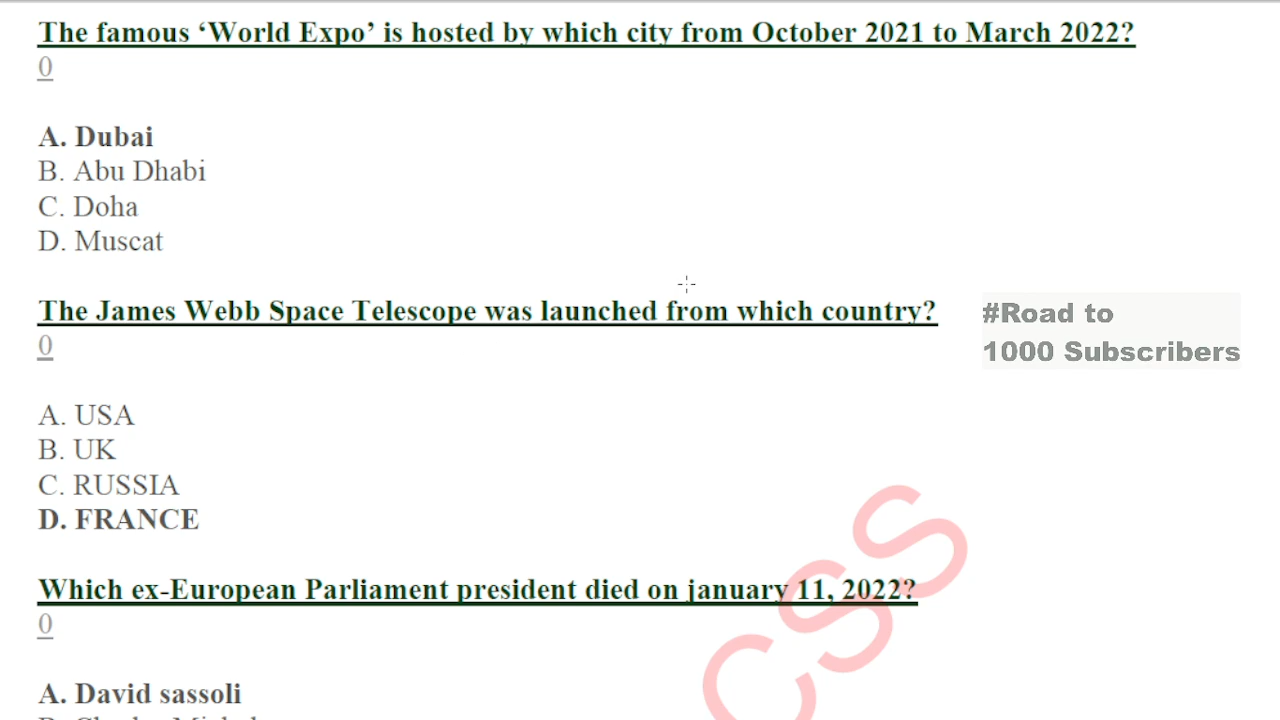 The famous ‘World Expo’ is hosted by which city from October 2021 to March 2022?
0
A. Dubai
B. Abu Dhabi
C. Doha
D. Muscat
The James Webb Space Telescope was launched from which country?
0
#Road to
1000 Subscribers
A. USA
B. UK
C. RUSSIA
D. FRANCE
Which ex-European Parliament president died on january 11, 2022?
0
A. David sassoli
CSS